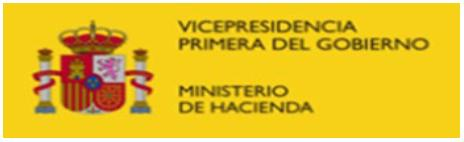 VICEPRESIDENCIA
PRIMERA DEL GOBIERNO
MINISTERIO
DE HACIENDA